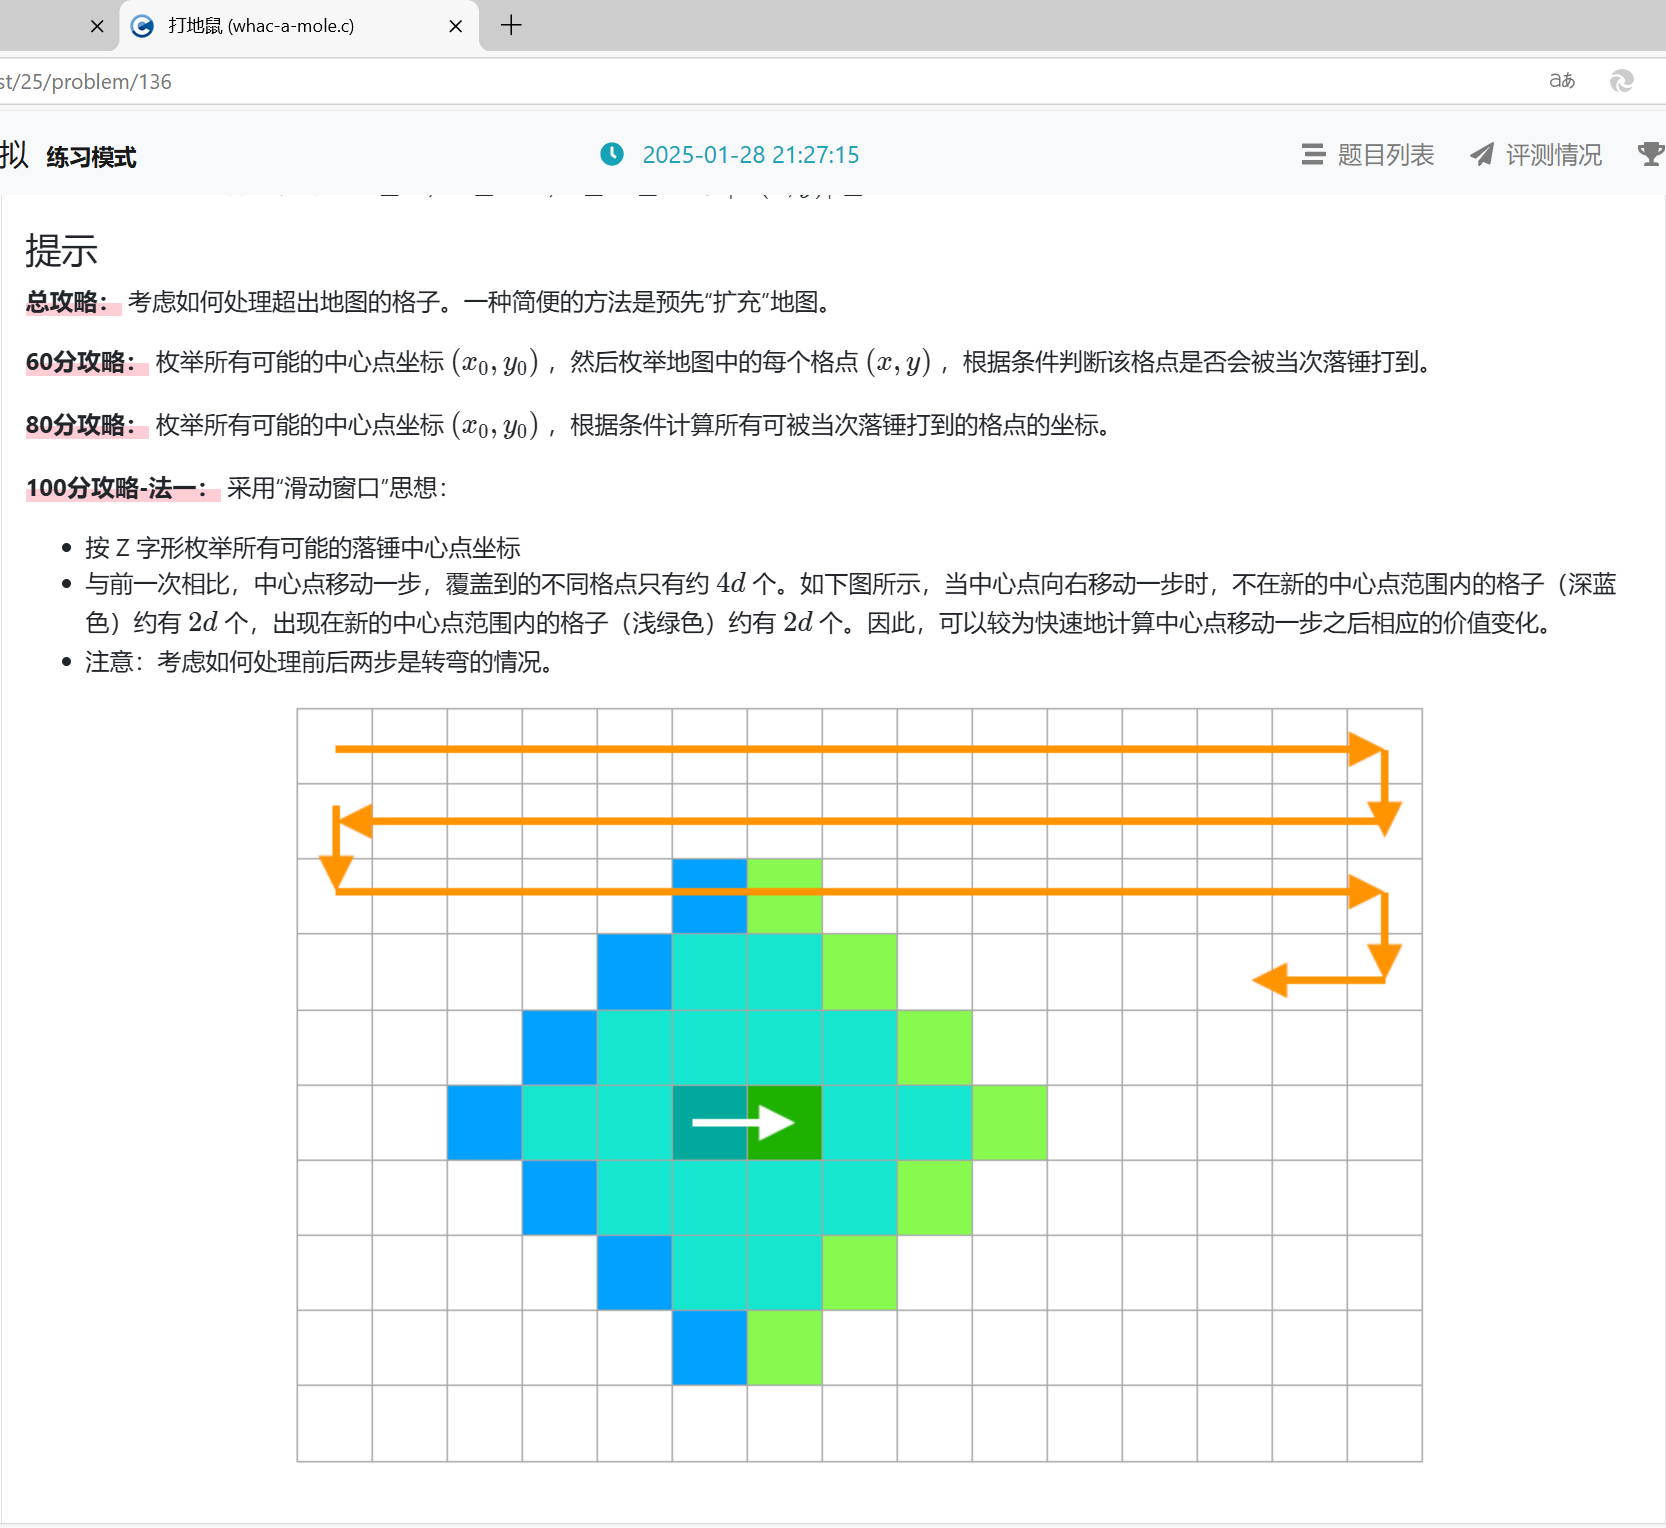 打地鼠 (whac-a-mole.c)
st/25/problem/136
aあ
拟 练习模式
2025-01-28 21:27:15
题目列表
评测情况
提示
总攻略： 考虑如何处理超出地图的格子。一种简便的方法是预先“扩充”地图。
60分攻略： 枚举所有可能的中心点坐标 (x₀, y₀) ，然后枚举地图中的每个格点 (x, y) ，根据条件判断该格点是否会被当次落锤打到。
80分攻略： 枚举所有可能的中心点坐标 (x₀, y₀) ，根据条件计算所有可被当次落锤打到的格点的坐标。
100分攻略-法一： 采用“滑动窗口”思想：
按 Z 字形枚举所有可能的落锤中心点坐标
与前一次相比，中心点移动一步，覆盖到的不同格点只有约 4d 个。如下图所示，当中心点向右移动一步时，不在新的中心点范围内的格子（深蓝
色）约有 2d 个，出现在新的中心点范围内的格子（浅绿色）约有 2d 个。因此，可以较为快速地计算中心点移动一步之后相应的价值变化。
注意：考虑如何处理前后两步是转弯的情况。